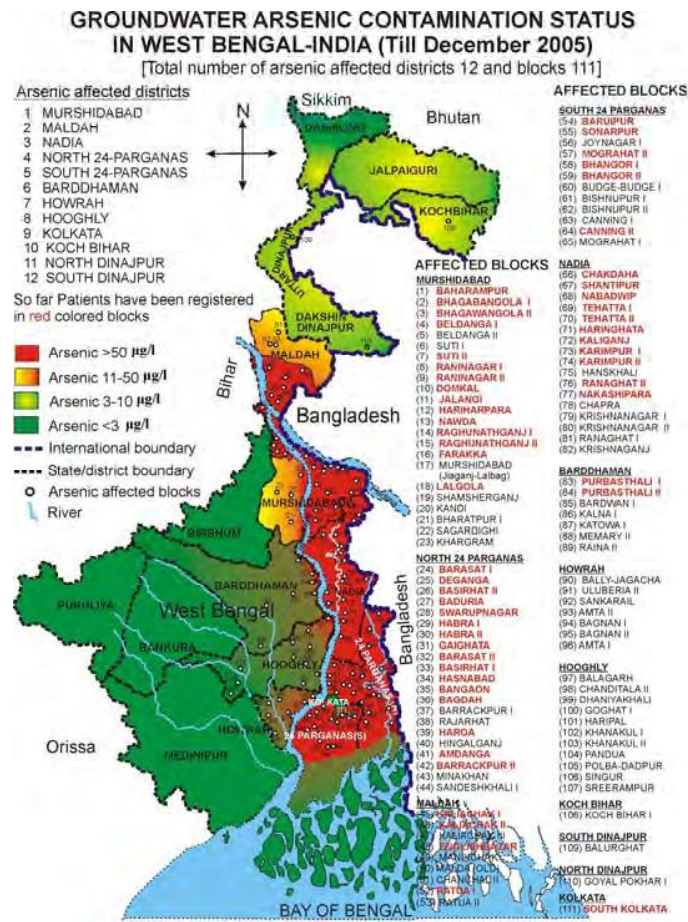 GROUNDWATER ARSENIC CONTAMINATION STATUS
IN WEST BENGAL-INDIA (Till December 2005)
[Total number of arsenic affected districts 12 and blocks 111]
Arsenic affected districts
1 MURSHIDABAD
2 MALDAH
3 NADIA
4 NORTH 24-PARGANAS
5 SOUTH 24-PARGANAS
6 BARDDHAMAN
7 HOWRAH
8 HOOGHLY
9 KOLKATA
10 KOCH BIHAR
11 NORTH DINAJPUR
12 SOUTH DINAJPUR
So far Patients have been registered
in red colored blocks
Arsenic >50 µg/l
Arsenic 11-50 µg/l
Arsenic 3-10 µg/l
Arsenic <3 µg/l
International boundary
State/district boundary
Arsenic affected blocks
River
N
Sikkim
Bhutan
JALPAIGURI
KOCHBIHAR
UTTAR DINAJPUR
DAKSHIN
DINAJPUR
MALDAH
Bihar
Bangladesh
MURSHIDABAD
BIRBHUM
BARDDHAMAN
NADIA
West Bengal
PURULIYA
BANKURA
HOOGHLY
24 PARGANAS
Bangladesh
KOLKATA
24 PARGANAS(S)
Orissa
MEDINIPUR
BAY OF BENGAL
AFFECTED BLOCKS
MURSHIDABAD
(1) BAHARAMPUR
(2) BHAGABANGOLA I
(3) BHAGAWANGOLA II
(4) BELDANGA I
(5) BELDANGA II
(6) SUTI I
(7) SUTI II
(8) RANINAGAR I
(9) RANINAGAR II
(10) DOMKAL
(11) JALANGI
(12) HARIHARPARA
(13) NAWDA
(14) RAGHUNATHGANJ I
(15) RAGHUNATHGANJ II
(16) FARAKKA
(17) MURSHIDABAD
(Jiaganj-Lalbag)
(18) LALGOLA
(19) SHAMSHERGANJ
(20) KANDI
(21) BHARATPUR I
(22) SAGARDIGHI
(23) KHARGRAM
NORTH 24 PARGANAS
(24) BARASAT I
(25) DEGANGA
(26) BASIRHAT II
(27) BADURIA
(28) SWARUPNAGAR
(29) HABRA I
(30) HABRA II
(31) GAIGHATA
(32) BARASAT II
(33) BASIRHAT I
(34) HASNABAD
(35) BANGAON
(36) BAGDAH
(37) BARRACKPUR I
(38) RAJARHAT
(39) HAROA
(40) HINGALGANJ
(41) AMDANGA
(42) BARRACKPUR II
(43) MINAKHAN
(44) SANDESHKHALI I
MALDAH
KALIACHAK I
KALIACHAK II
ENGLISHBAZAR
MANIKCHAK
MALDA (OLD)
CHANCHAL II
(52) RATUA I
(53) RATUA II
AFFECTED BLOCKS
SOUTH 24 PARGANAS
(54) BARUIPUR
(55) SONARPUR
(56) JOYNAGAR I
(57) MOGRAHAT II
(58) BHANGOR I
(59) BHANGOR II
(60) BUDGE-BUDGE I
(61) BISHNUPUR I
(62) BISHNUPUR II
(63) CANNING I
(64) CANNING II
(65) MOGRAHAT I
NADIA
(66) CHAKDAHA
(67) SHANTIPUR
(68) NABADWIP
(69) TEHATTA I
(70) TEHATTA II
(71) HARINGHATA
(72) KALIGANJ
(73) KARIMPUR I
(74) KARIMPUR II
(75) HANSKHALI
(76) RANAGHAT II
(77) NAKASHIPARA
(78) CHAPRA
(79) KRISHNANAGAR I
(80) KRISHNANAGAR II
(81) RANAGHAT I
(82) KRISHNAGANJ
BARDDHAMAN
(83) PURBASTHALI I
(84) PURBASTHALI II
(85) BARDWAN I
(86) KALNA I
(87) KATOWA I
(88) MEMARY II
(89) RAINA II
HOWRAH
(90) BALLY-JAGACHA
(91) ULUBERIA II
(92) SANKARAIL
(93) AMTA II
(94) BAGNAN I
(95) BAGNAN II
(96) AMTA I
HOOGHLY
(97) BALAGARH
(98) CHANDITALA II
(99) DHANIYAKHALI
(100) GOGHAT I
(101) HARIPAL
(102) KHANAKUL I
(103) KHANAKUL II
(104) PANDUA
(105) POLBA-DADPUR
(106) SINGUR
(107) SREERAMPUR
KOCH BIHAR
(106) KOCH BIHAR I
SOUTH DINAJPUR
(109) BALURGHAT
NORTH DINAJPUR
(110) GOYAL POKHAR I
KOLKATA
(111) SOUTH KOLKATA